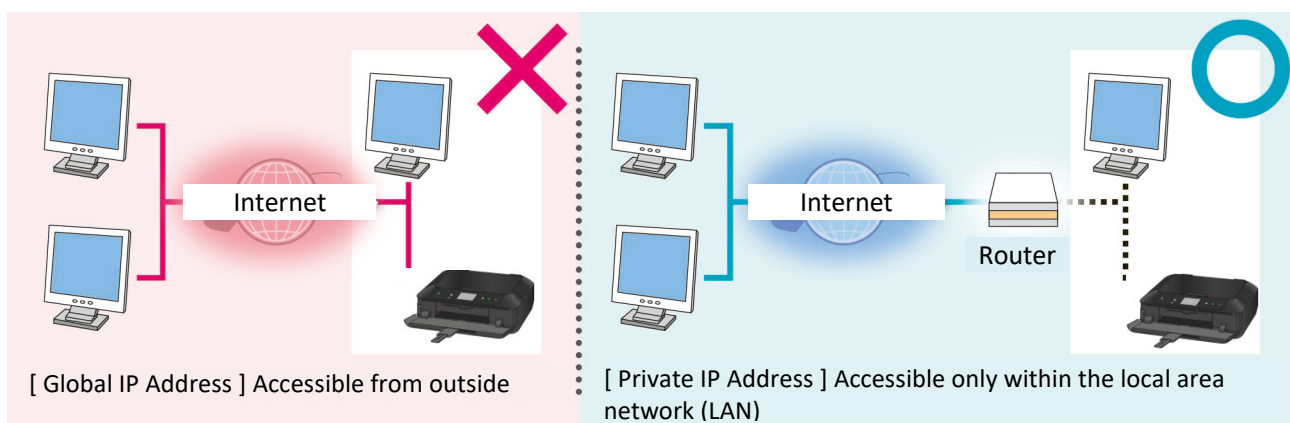 Internet
[ Global IP Address ] Accessible from outside
Internet
Router
[ Private IP Address ] Accessible only within the local area
network (LAN)